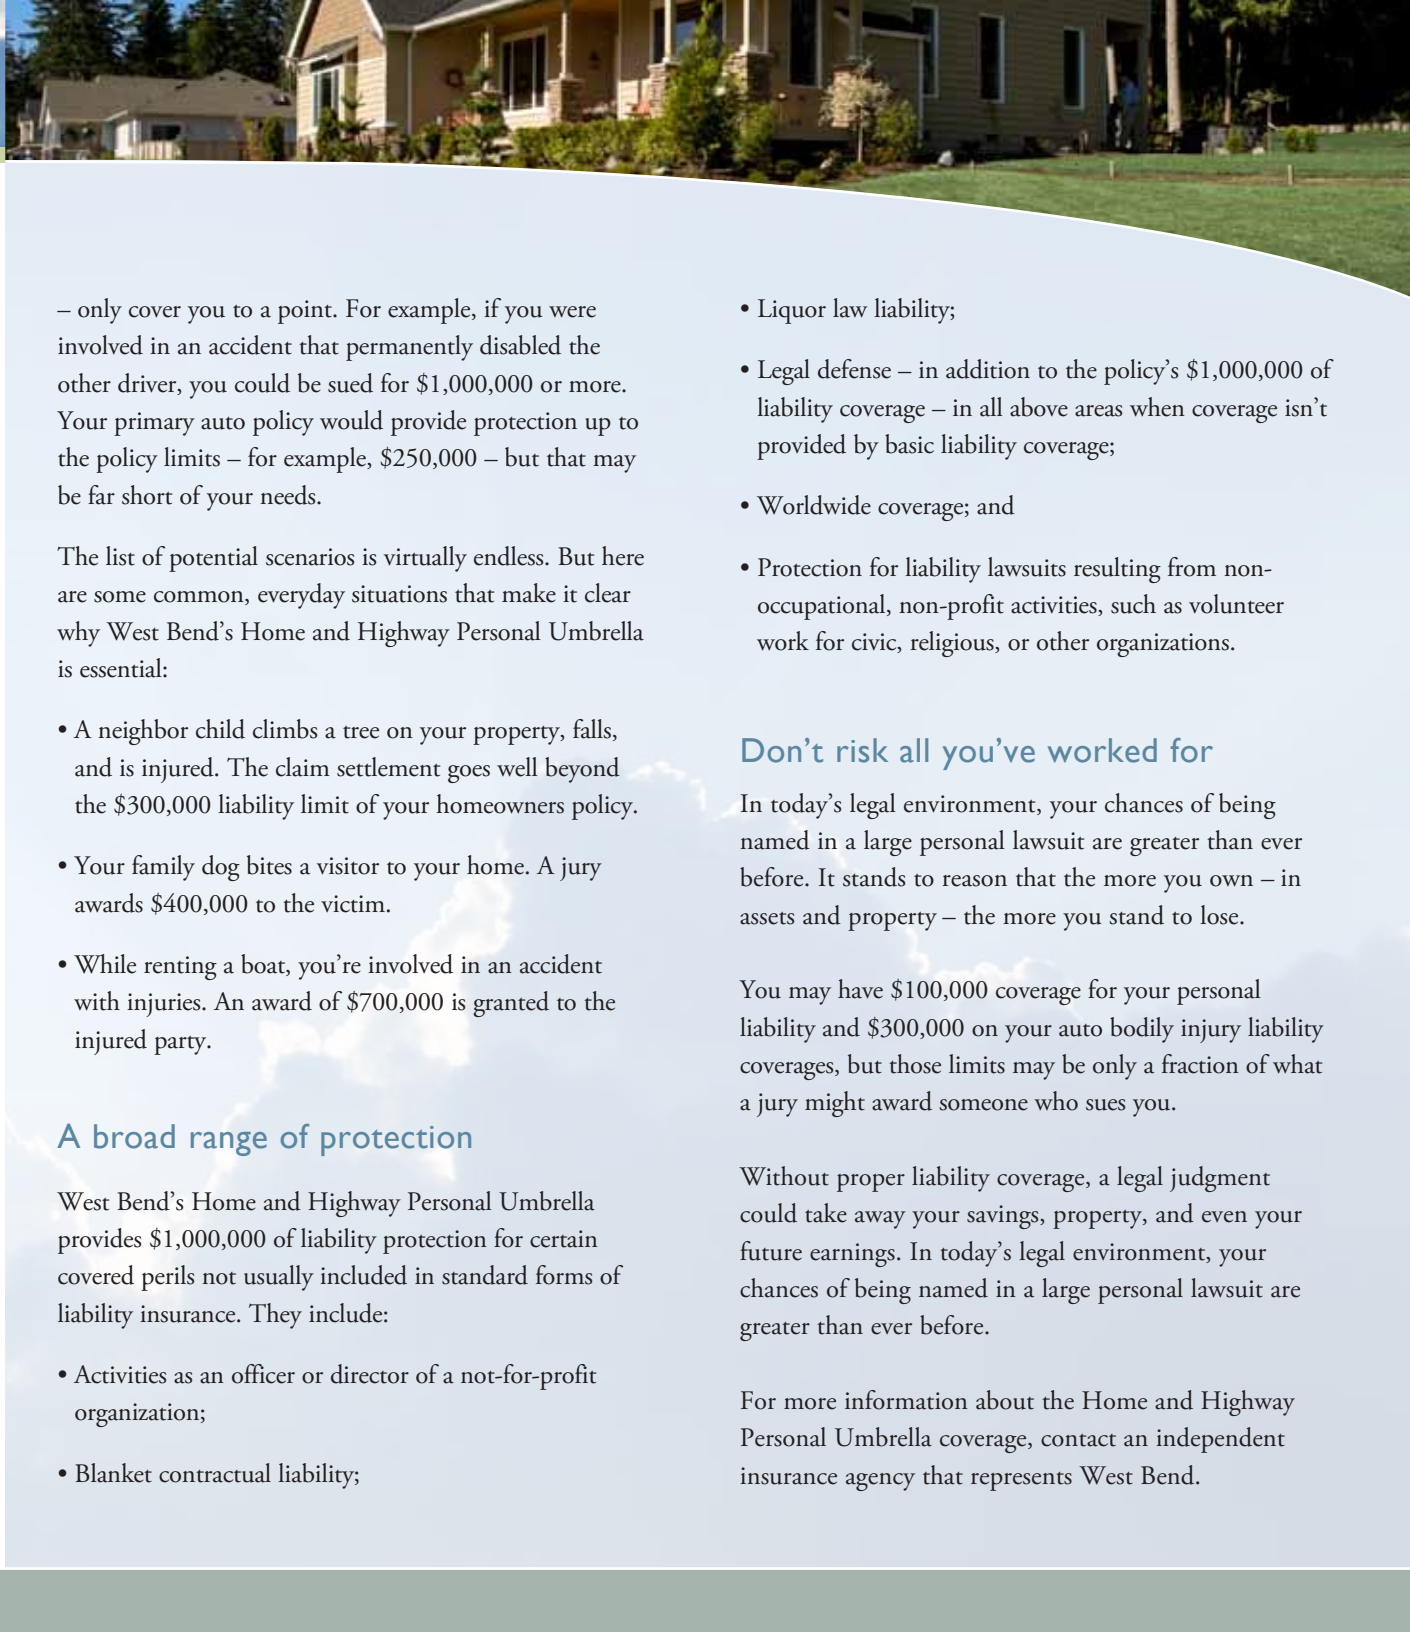 – only cover you to a point. For example, if you were
involved in an accident that permanently disabled the
other driver, you could be sued for $1,000,000 or more.
Your primary auto policy would provide protection up to
the policy limits – for example, $250,000 – but that may
be far short of your needs.
The list of potential scenarios is virtually endless. But here
are some common, everyday situations that make it clear
why West Bend’s Home and Highway Personal Umbrella
is essential:
• A neighbor child climbs a tree on your property, falls,
and is injured. The claim settlement goes well beyond
the $300,000 liability limit of your homeowners policy.
• Your family dog bites a visitor to your home. A jury
awards $400,000 to the victim.
• While renting a boat, you’re involved in an accident
with injuries. An award of $700,000 is granted to the
injured party.
A broad range of protection
West Bend’s Home and Highway Personal Umbrella
provides $1,000,000 of liability protection for certain
covered perils not usually included in standard forms of
liability insurance. They include:
• Activities as an officer or director of a not-for-profit
organization;
• Blanket contractual liability;
• Liquor law liability;
• Legal defense – in addition to the policy’s $1,000,000 of
liability coverage – in all above areas when coverage isn’t
provided by basic liability coverage;
• Worldwide coverage; and
• Protection for liability lawsuits resulting from non-
occupational, non-profit activities, such as volunteer
work for civic, religious, or other organizations.
Don’t risk all you’ve worked for
In today’s legal environment, your chances of being
named in a large personal lawsuit are greater than ever
before. It stands to reason that the more you own – in
assets and property – the more you stand to lose.
You may have $100,000 coverage for your personal
liability and $300,000 on your auto bodily injury liability
coverages, but those limits may be only a fraction of what
a jury might award someone who sues you.
Without proper liability coverage, a legal judgment
could take away your savings, property, and even your
future earnings. In today’s legal environment, your
chances of being named in a large personal lawsuit are
greater than ever before.
For more information about the Home and Highway
Personal Umbrella coverage, contact an independent
insurance agency that represents West Bend.